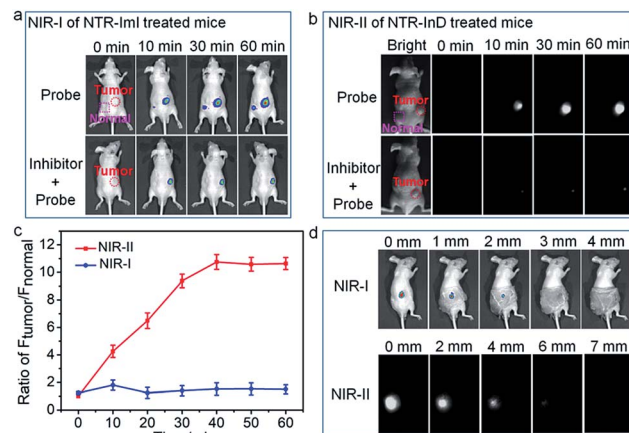 a
NIR-I of NTR-ImI treated mice
0 min 10 min 30 min 60 min
Probe
Tumor
Normal
Inhibitor
+
Probe
Tumor
b
NIR-II of NTR-InD treated mice
Bright 0 min 10 min 30 min 60 min
Probe
Tumor
Normal
Inhibitor
+
Probe
Tumor
c
NIR-II
NIR-I
Ratio of Ftumor/Fnormal
14
12
10
8
6
4
2
0
0 10 20 30 40 50 60
d
0 mm 1 mm 2 mm 3 mm 4 mm
NIR-I
0 mm 2 mm 4 mm 6 mm 7 mm
NIR-II